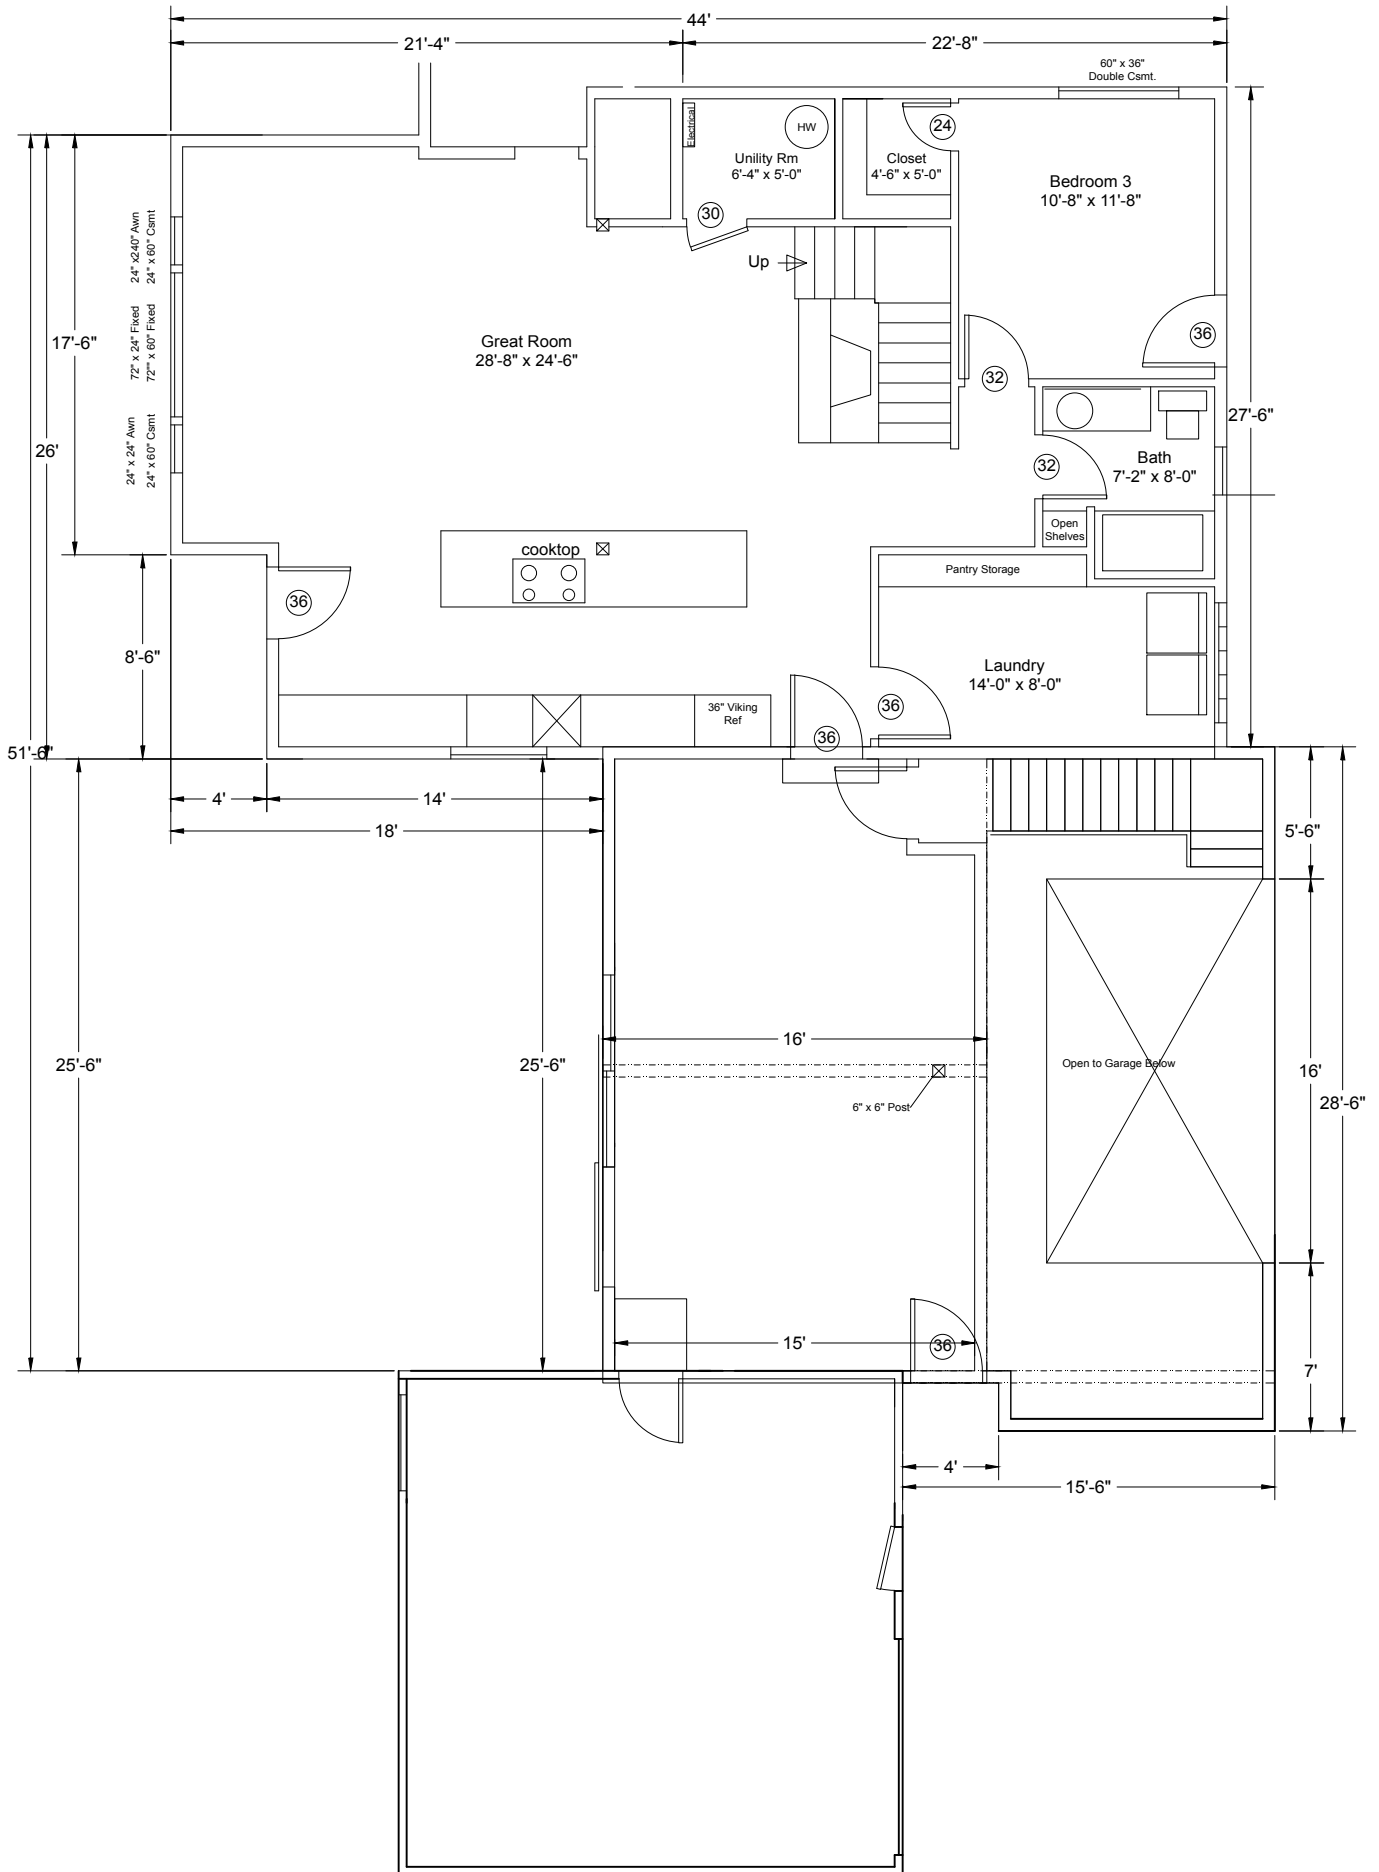 44'
21'-4"
22'-8"
60" x 36"
Double Csmt.
Electrical
HW
Unility Rm
6'-4" x 5'-0"
24
Closet
4'-6" x 5'-0"
Bedroom 3
10'-8" x 11'-8"
30
Up
24" x240" Awn
24" x 60" Csmt
72" x 24" Fixed
72"" x 60" Fixed
24" x 24" Awn
24" x 60" Csmt
17'-6"
Great Room
28'-8" x 24'-6"
36
32
27'-6"
26'
32
Bath
7'-2" x 8'-0"
Open
Shelves
cooktop
Pantry Storage
36
8'-6"
Laundry
14'-0" x 8'-0"
36" Viking
Ref
36
36
51'-6"
4'
14'
18'
5'-6"
16'
25'-6"
25'-6"
Open to Garage Below
16'
28'-6"
6" x 6" Post
15'
36
7'
4'
15'-6"